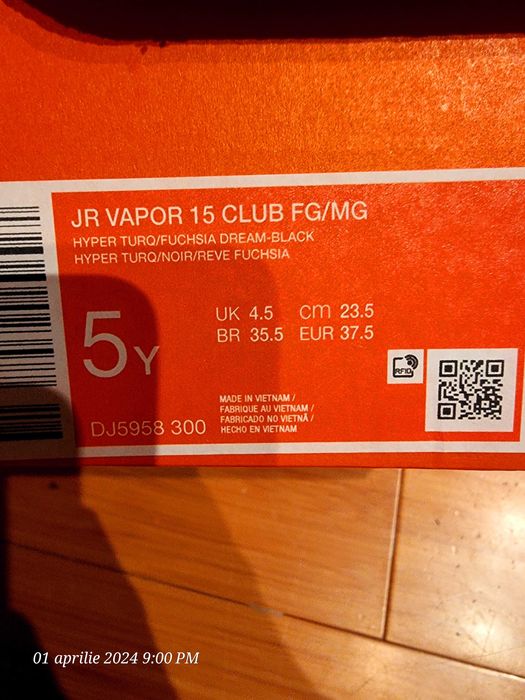 JR VAPOR 15 CLUB FG/MG
HYPER TURQ/FUCHSIA DREAM-BLACK
HYPER TURQ/NOIR/REVE FUCHSIA
5Y
UK 4.5 cm 23.5
BR 35.5 EUR 37.5
RFID
MADE IN VIETNAM /
FABRIQUE AU VIETNAM /
FABRICADO NO VIETNÃ /
HECHO EN VIETNAM
DJ5958 300
01 aprilie 2024 9:00 PM